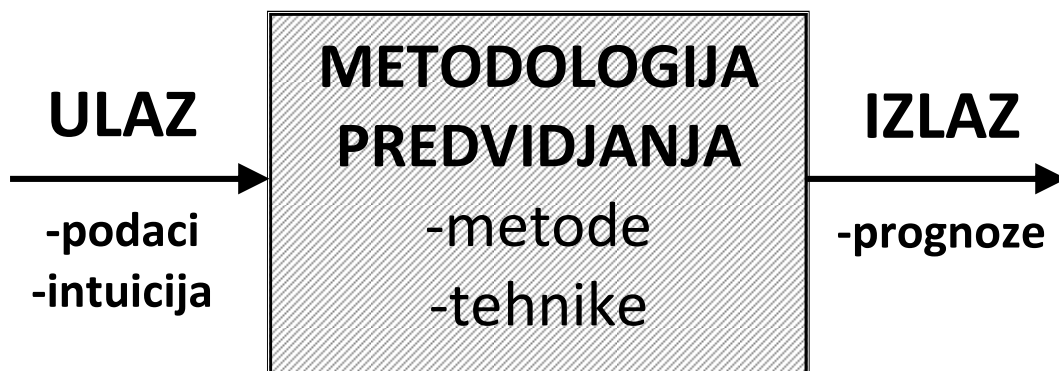 ULAZ
-podaci
-intuicija
METODOLOGIJA
PREDVIDJANJA
-metode
-tehnike
IZLAZ
-prognoze